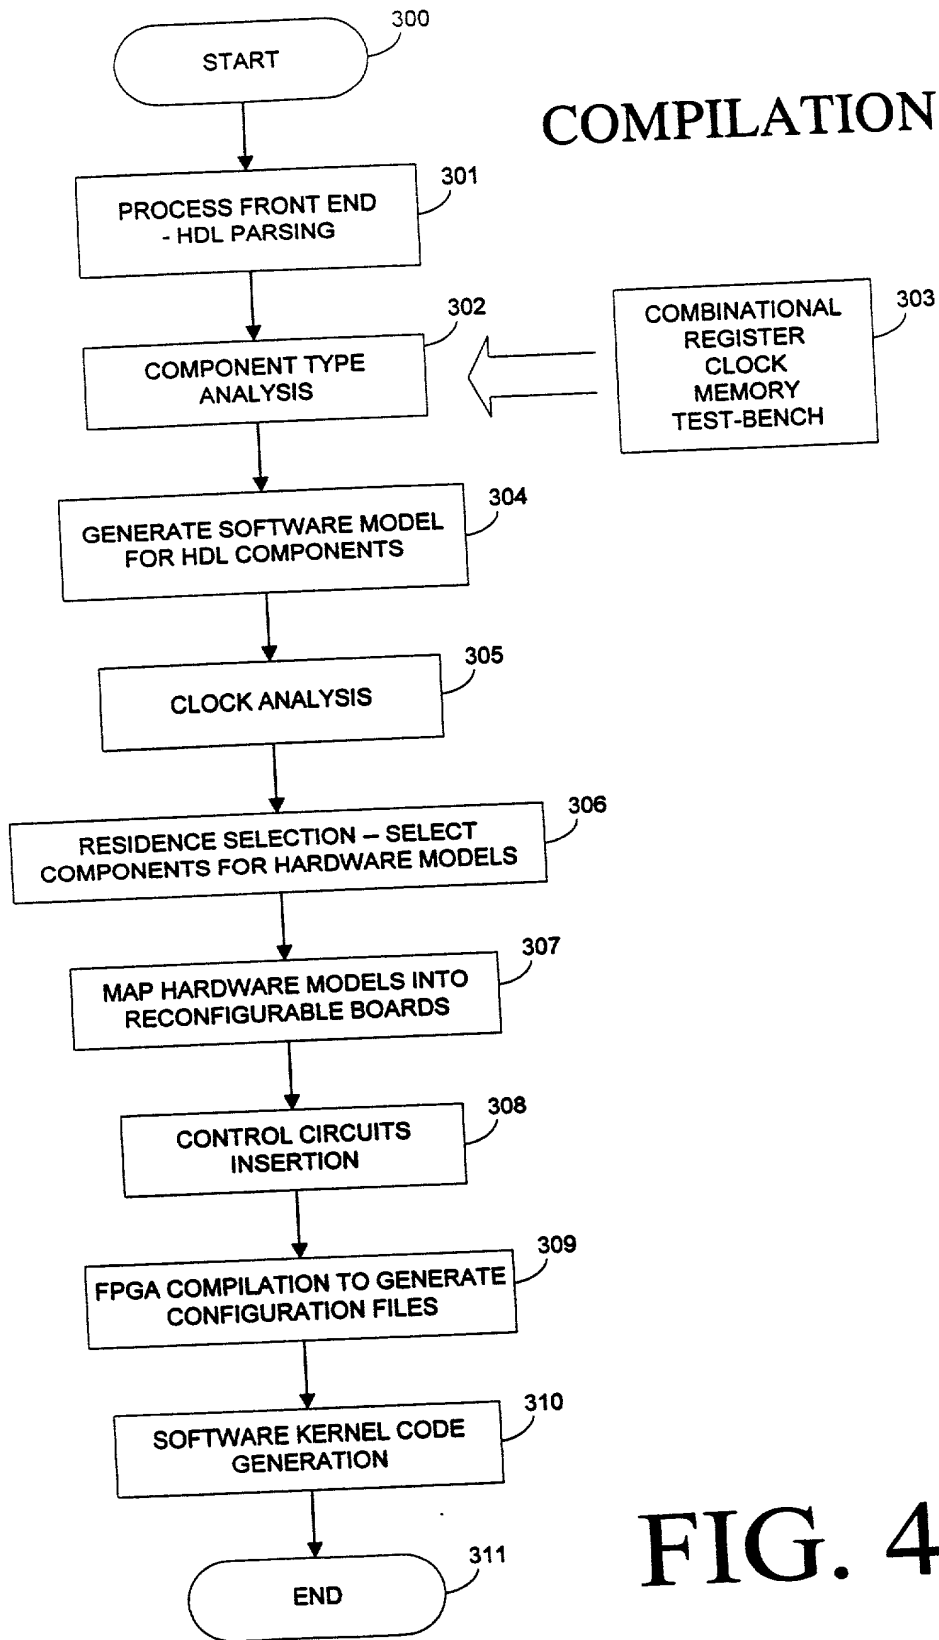 300
START
COMPILATION
301
PROCESS FRONT END
- HDL PARSING
302
COMPONENT TYPE
ANALYSIS
303
COMBINATIONAL
REGISTER
CLOCK
MEMORY
TEST-BENCH
304
GENERATE SOFTWARE MODEL
FOR HDL COMPONENTS
305
CLOCK ANALYSIS
306
RESIDENCE SELECTION – SELECT
COMPONENTS FOR HARDWARE MODELS
307
MAP HARDWARE MODELS INTO
RECONFIGURABLE BOARDS
308
CONTROL CIRCUITS
INSERTION
309
FPGA COMPILATION TO GENERATE
CONFIGURATION FILES
310
SOFTWARE KERNEL CODE
GENERATION
311
END
FIG. 4